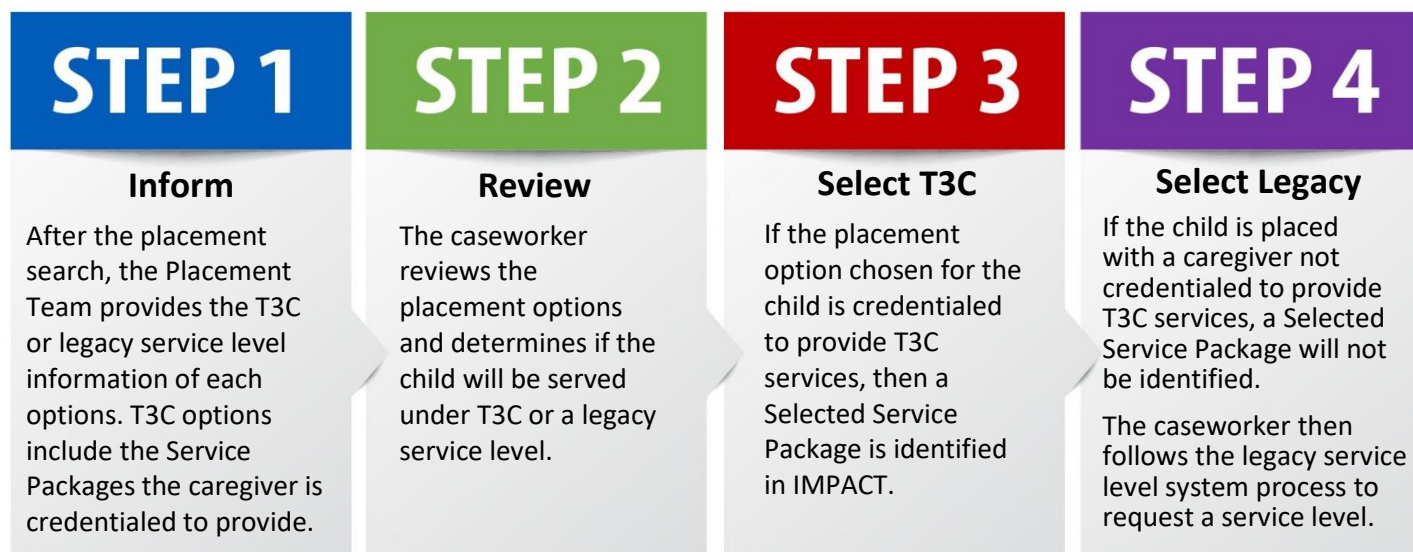 STEP 1
Inform
After the placement
search, the Placement
Team provides the T3C
or legacy service level
information of each
options. T3C options
include the Service
Packages the caregiver is
credentialed to provide.
STEP 2
Review
The caseworker
reviews the
placement options
and determines if the
child will be served
under T3C or a legacy
service level.
STEP 3
Select T3C
If the placement
option chosen for the
child is credentialed
to provide T3C
services, then a
Selected Service
Package is identified
in IMPACT.
STEP 4
Select Legacy
If the child is placed
with a caregiver not
credentialed to provide
T3C services, a Selected
Service Package will not
be identified.
The caseworker then
follows the legacy service
level system process to
request a service level.